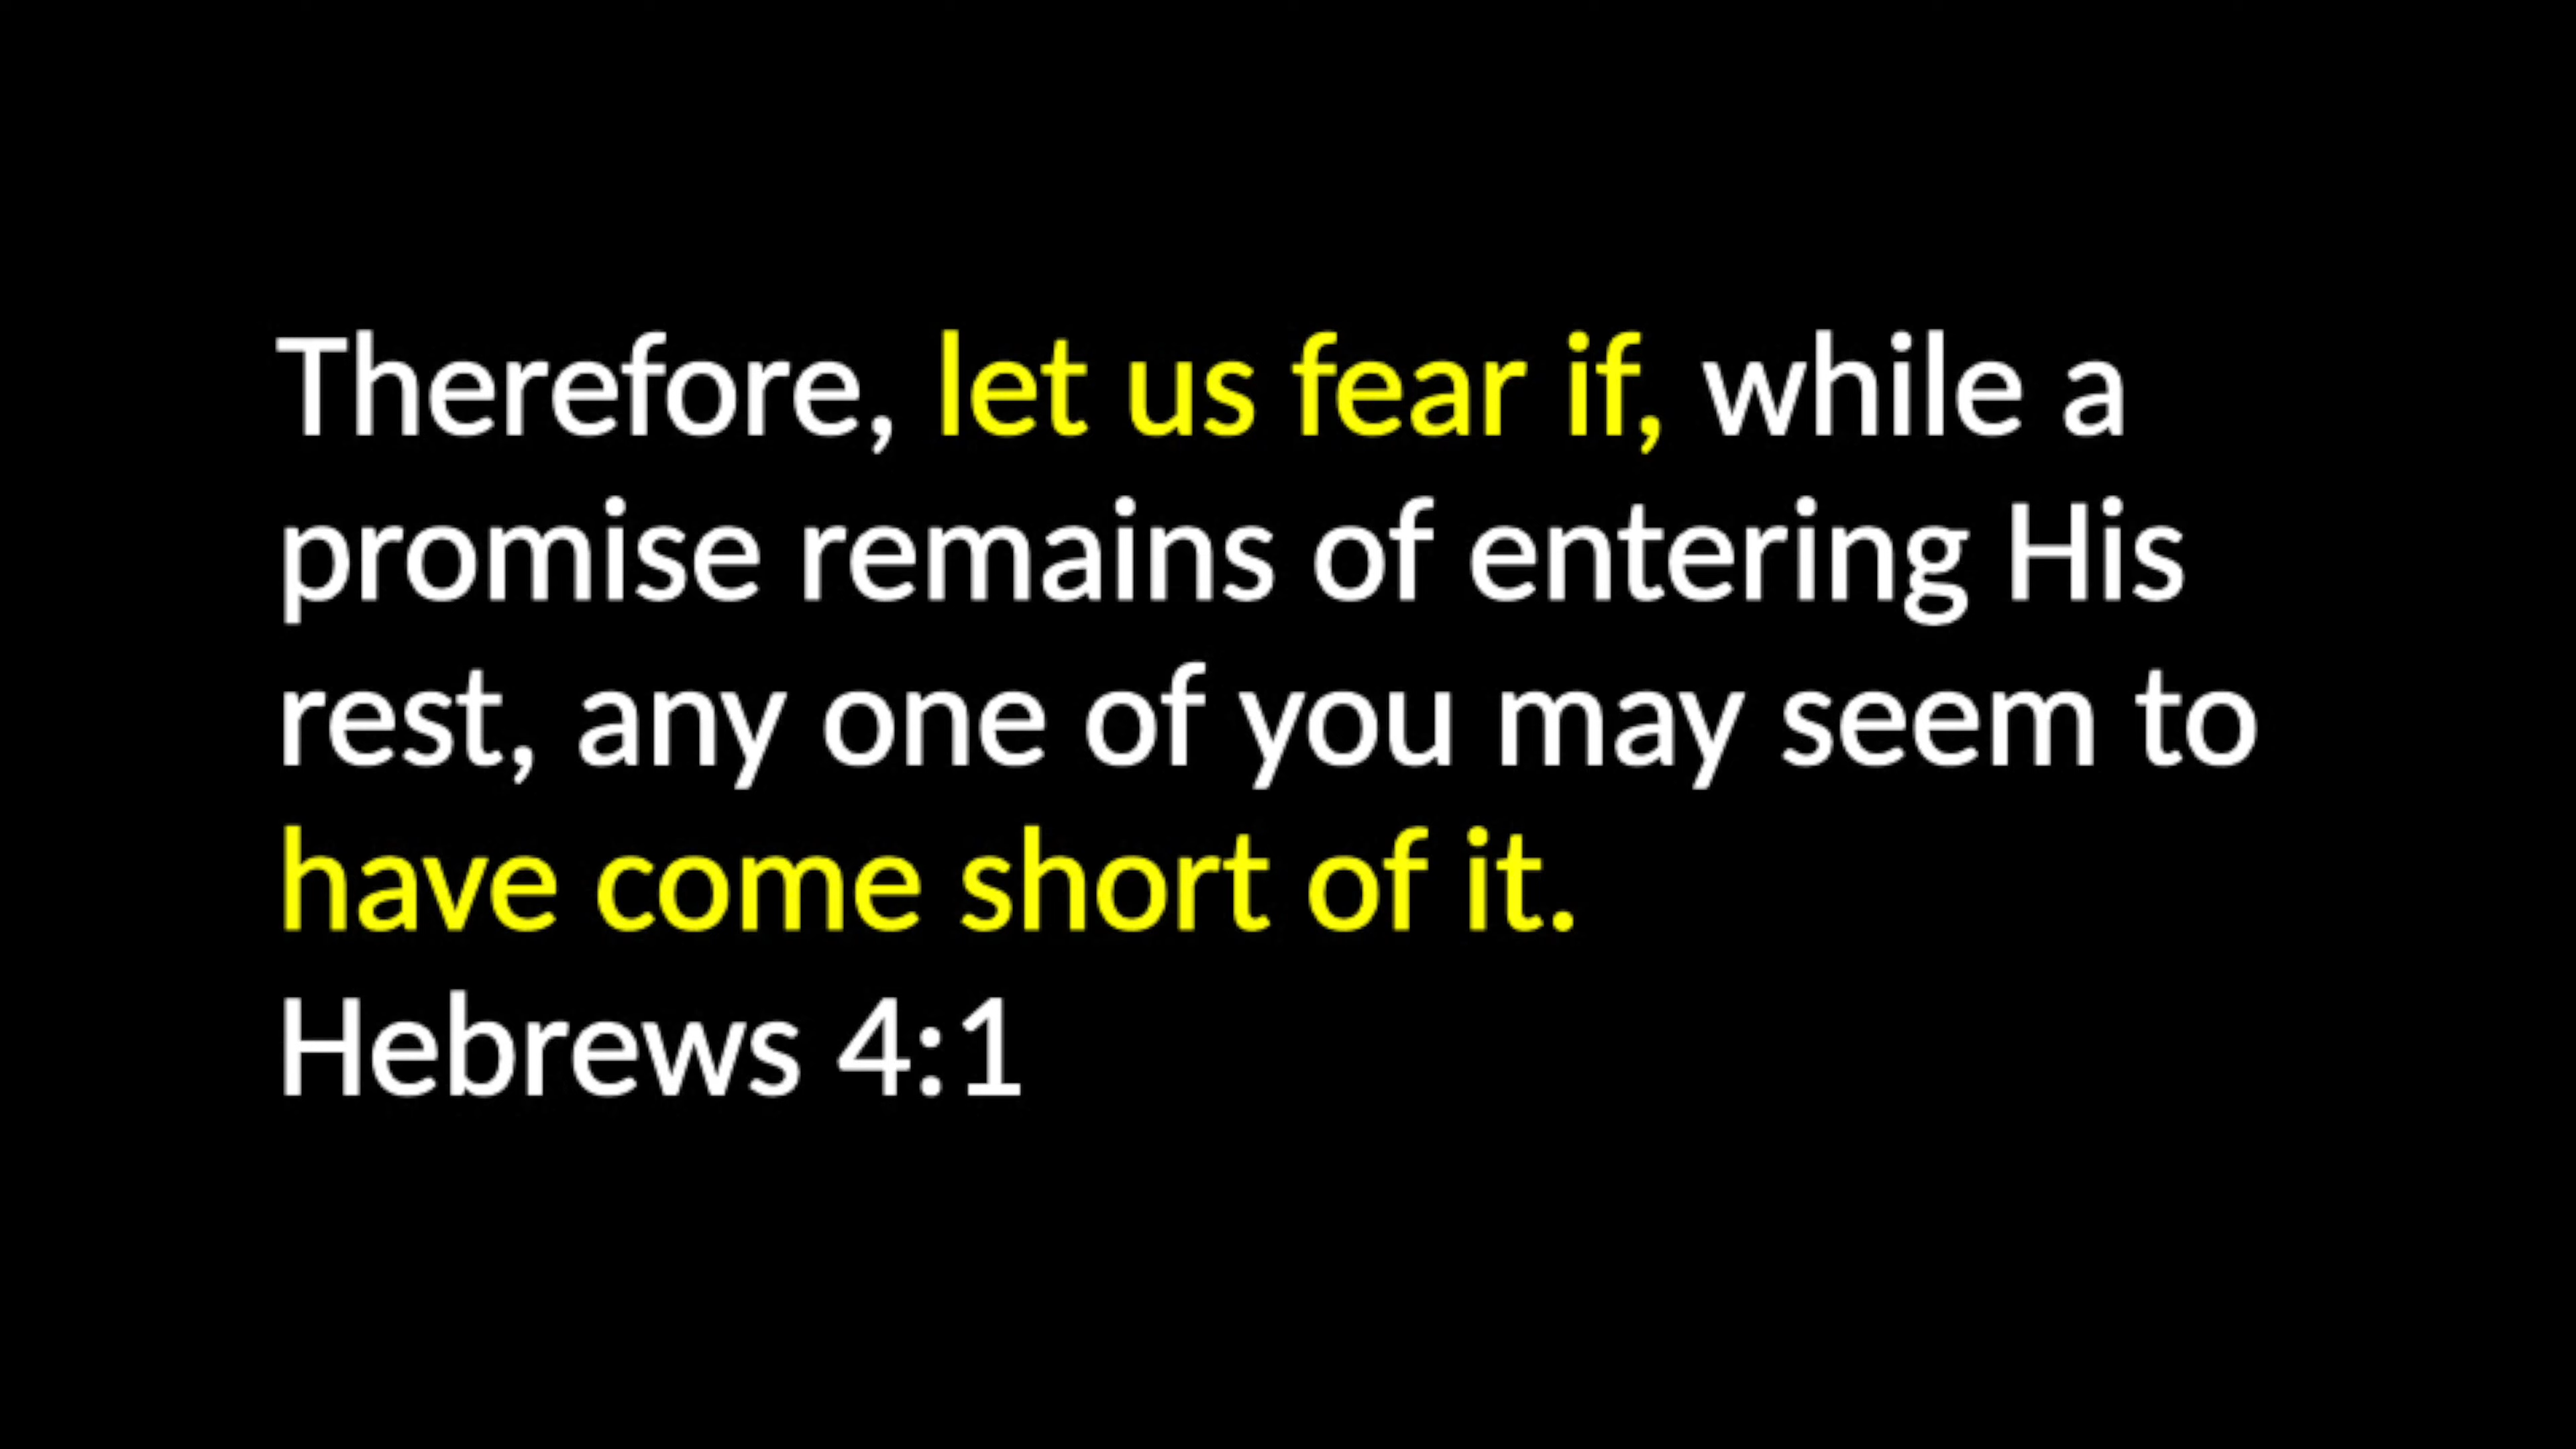 Therefore, let us fear if, while a
promise remains of entering His
rest, any one of you may seem to
have come short of it.
Hebrews 4:1